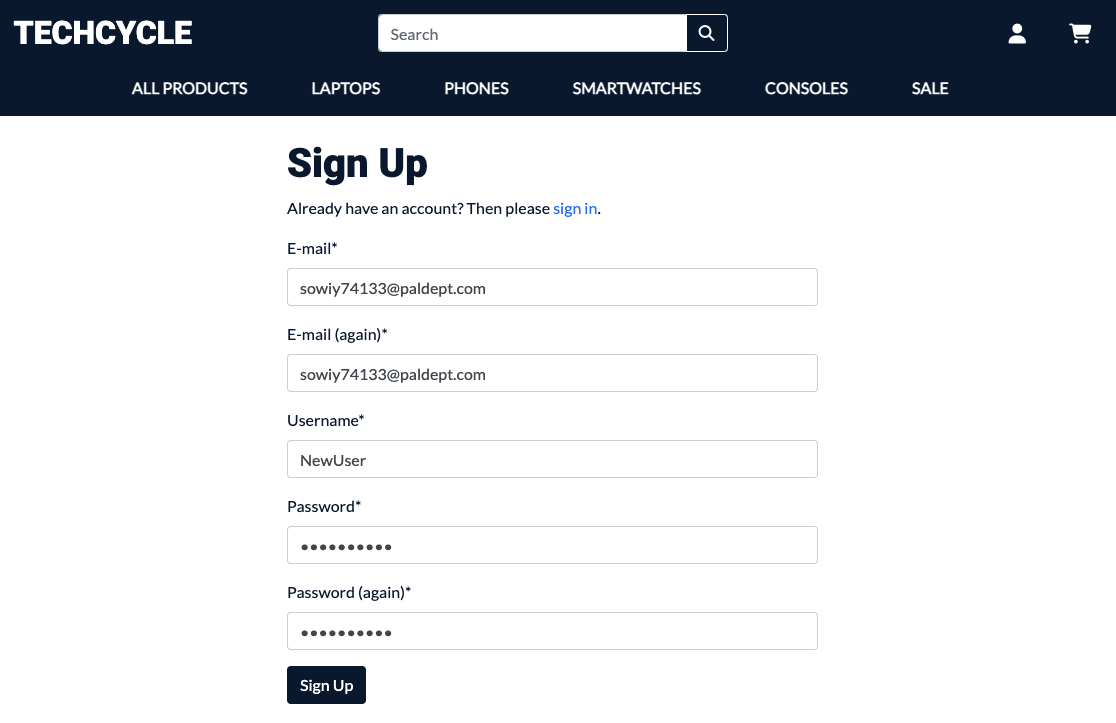 TECHCYCLE
Search
ALL PRODUCTS LAPTOPS PHONES SMARTWATCHES CONSOLES SALE
Sign Up
Already have an account? Then please sign in.
E-mail*
sowiy74133@paldept.com
E-mail (again)*
sowiy74133@paldept.com
Username*
NewUser
Password*
••••••••••
Password (again)*
••••••••••
Sign Up